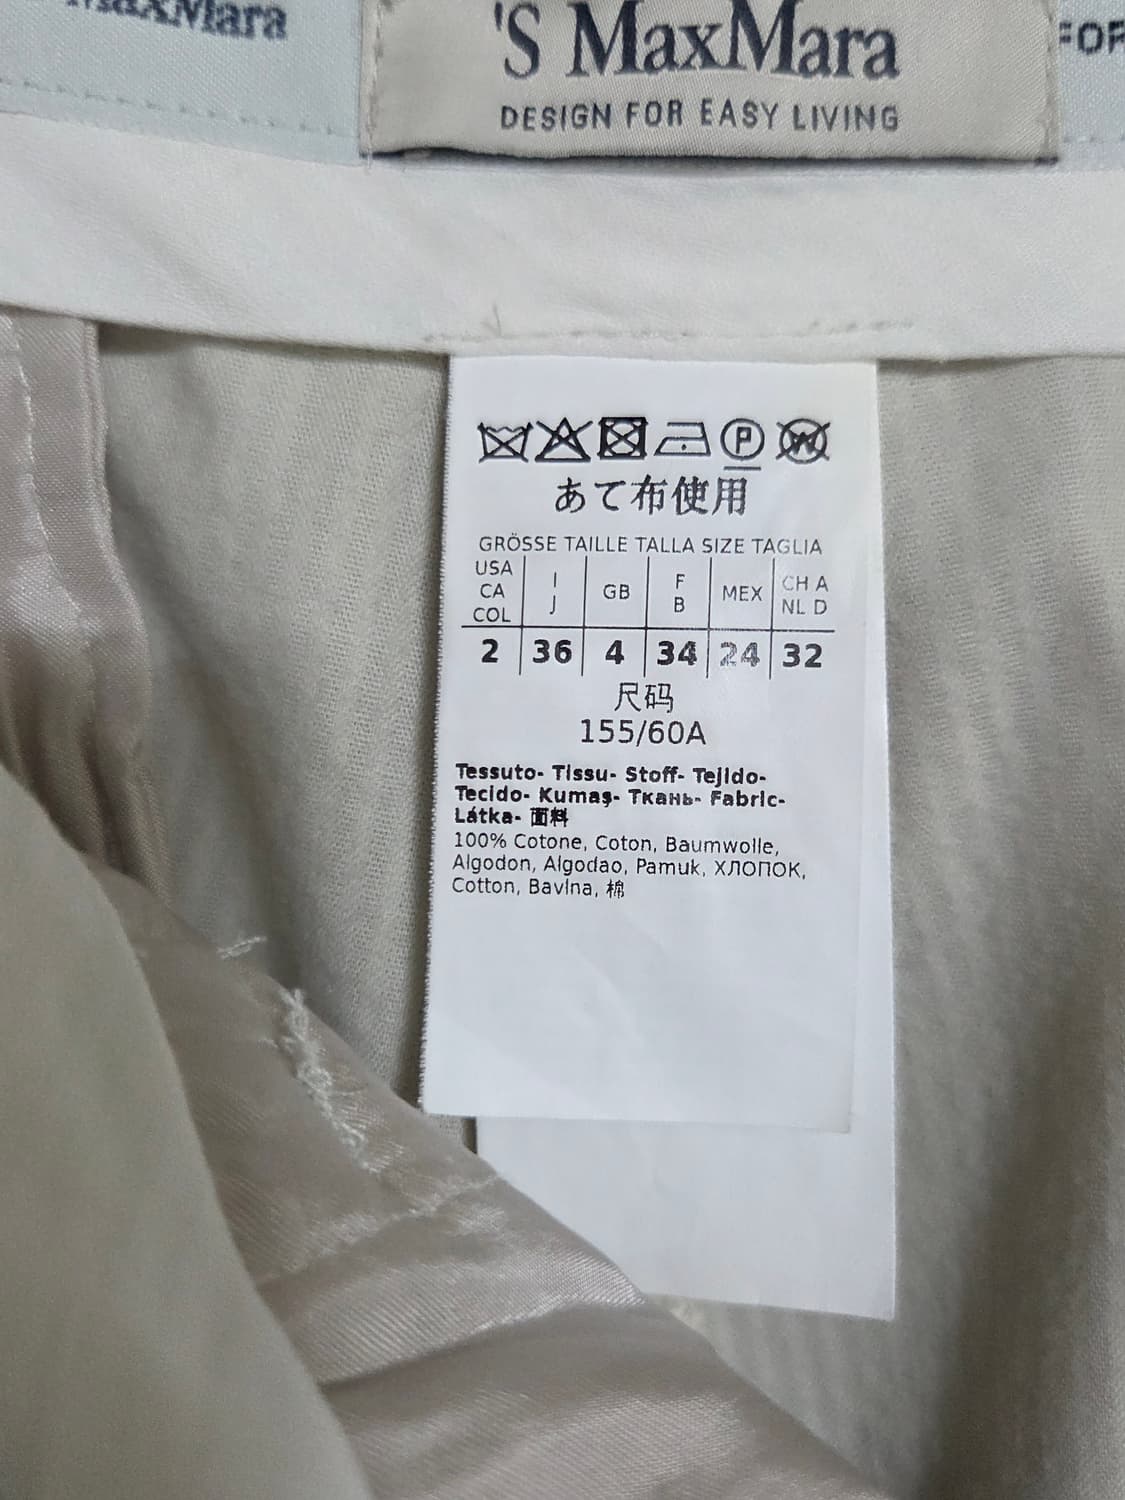 MaxMara
'S MaxMara
DESIGN FOR EASY LIVING
FOR
P
W
あて布使用
GRÖSSE TAILLE TALLA SIZE TAGLIA
USA CA COL I J GB F B MEX CH A NL D
2 36 4 34 24 32
尺码
155/60A
Tessuto- Tissu- Stoff- Tejido-
Tecido- Kumaş- Ткань- Fabric-
Látka- 面料
100% Cotone, Coton, Baumwolle,
Algodon, Algodao, Pamuk, ХЛОПОК,
Cotton, Bavlna, 棉